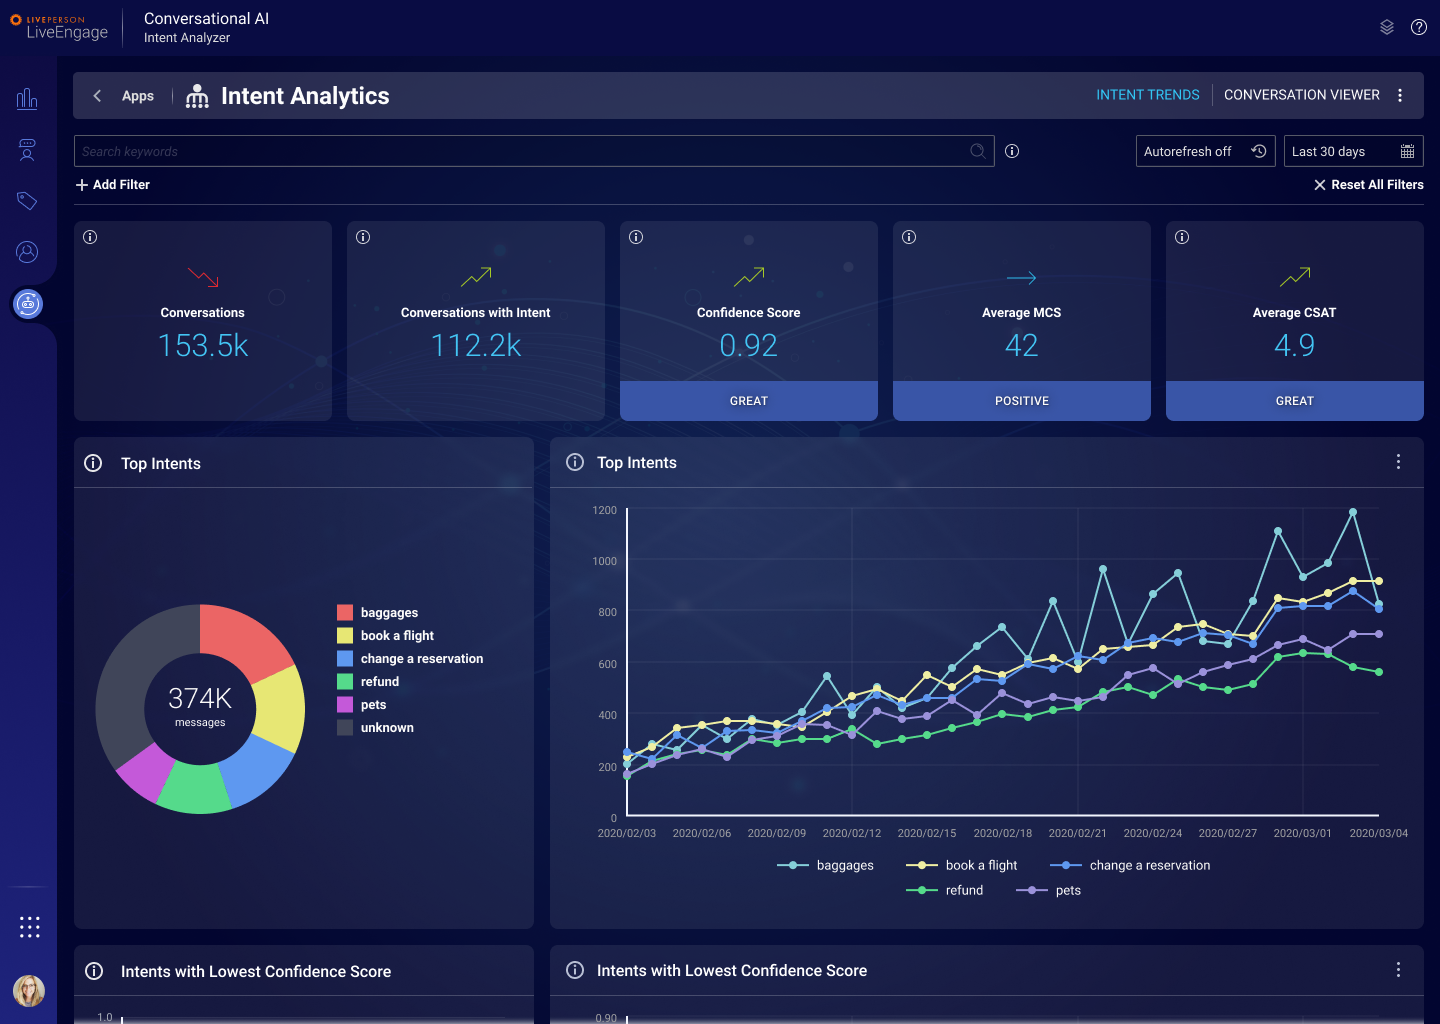 LIVEPERSON
LiveEngage
Conversational AI
Intent Analyzer
Apps
Intent Analytics
INTENT TRENDS
CONVERSATION VIEWER
Search keywords
Autorefresh off
Last 30 days
Add Filter
Reset All Filters
Conversations
153.5k
Conversations with Intent
112.2k
Confidence Score
0.92
GREAT
Average MCS
42
POSITIVE
Average CSAT
4.9
GREAT
Top Intents
374K
messages
baggages
book a flight
change a reservation
refund
pets
unknown
Top Intents
1200
1000
800
600
400
200
0
2020/02/03 2020/02/06 2020/02/09 2020/02/12 2020/02/15 2020/02/18 2020/02/21 2020/02/24 2020/02/27 2020/03/01 2020/03/04
baggages book a flight change a reservation
refund pets
Intents with Lowest Confidence Score
1.0
Intents with Lowest Confidence Score
0.90